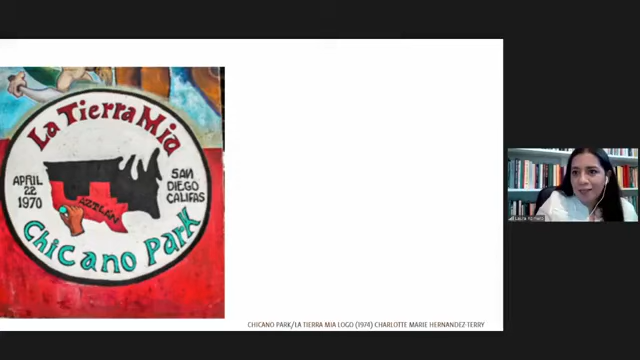 La Tierra Mia
APRIL
22
1970
SAN
DIEGO
CALIFAS
AZTLÁN
Chicano Park
CHICANO PARK/LA TIERRA MIA LOGO (1974) CHARLOTTE MARIE HERNANDEZ-TERRY